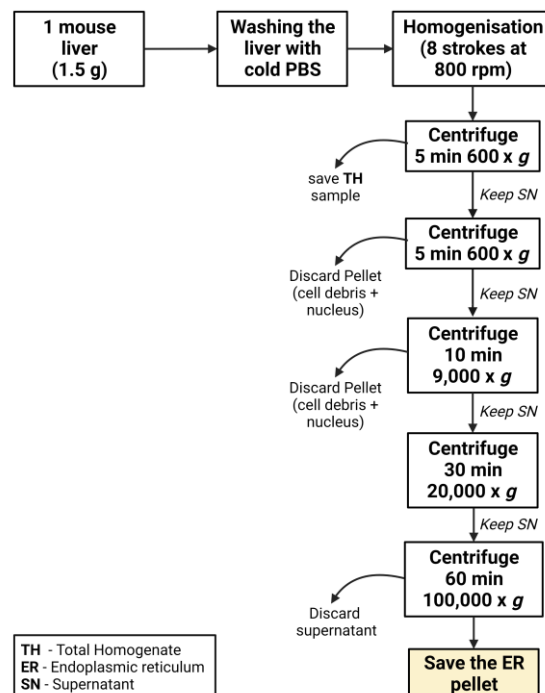 1 mouse
liver
(1.5 g)
Washing the
liver with
cold PBS
Homogenisation
(8 strokes at
800 rpm)
Centrifuge
5 min 600 x g
save TH
sample
Keep SN
Centrifuge
5 min 600 x g
Discard Pellet
(cell debris +
nucleus)
Keep SN
Centrifuge
10 min
9,000 x g
Discard Pellet
(cell debris +
nucleus)
Keep SN
Centrifuge
30 min
20,000 x g
Keep SN
Centrifuge
60 min
100,000 x g
Discard
supernatant
Save the ER
pellet
TH - Total Homogenate
ER - Endoplasmic reticulum
SN - Supernatant